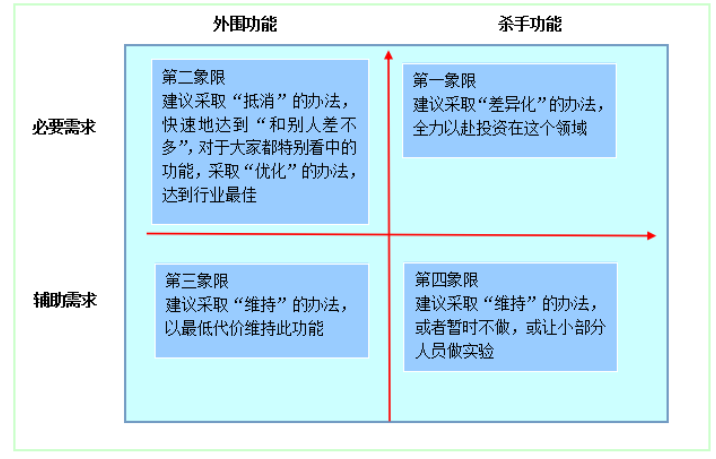 外围功能
杀手功能
必要需求
第二象限
建议采取“抵消”的办法，
快速地达到“和别人差不
多”，对于大家都特别看中的
功能，采取“优化”的办法，
达到行业最佳
第一象限
建议采取“差异化”的办法，
全力以赴投资在这个领域
辅助需求
第三象限
建议采取“维持”的办法，
以最低代价维持此功能
第四象限
建议采取“维持”的办法，
或者暂时不做，或让小部分
人员做实验